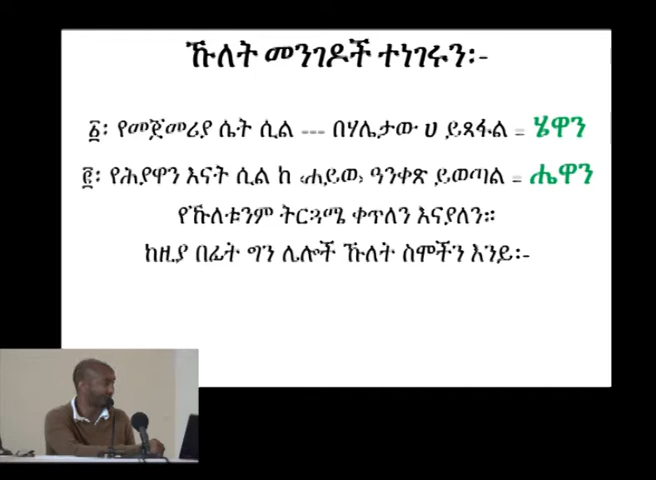 ኹለት መንገዶች ተነገሩን፡-
፩፡ የመጀመሪያ ሴት ሲል --- በሃሌታው ሀ ይጻፋል = ሄዋን
፪፡ የሕያዋን እናት ሲል ከ ‹ሐይወ› ዓንቀጽ ይወጣል = ሔዋን
የኹለቱንም ትርጓሜ ቀጥለን እናያለን።
ከዚያ በፊት ግን ሌሎች ኹለት ስሞችን እንይ፡-